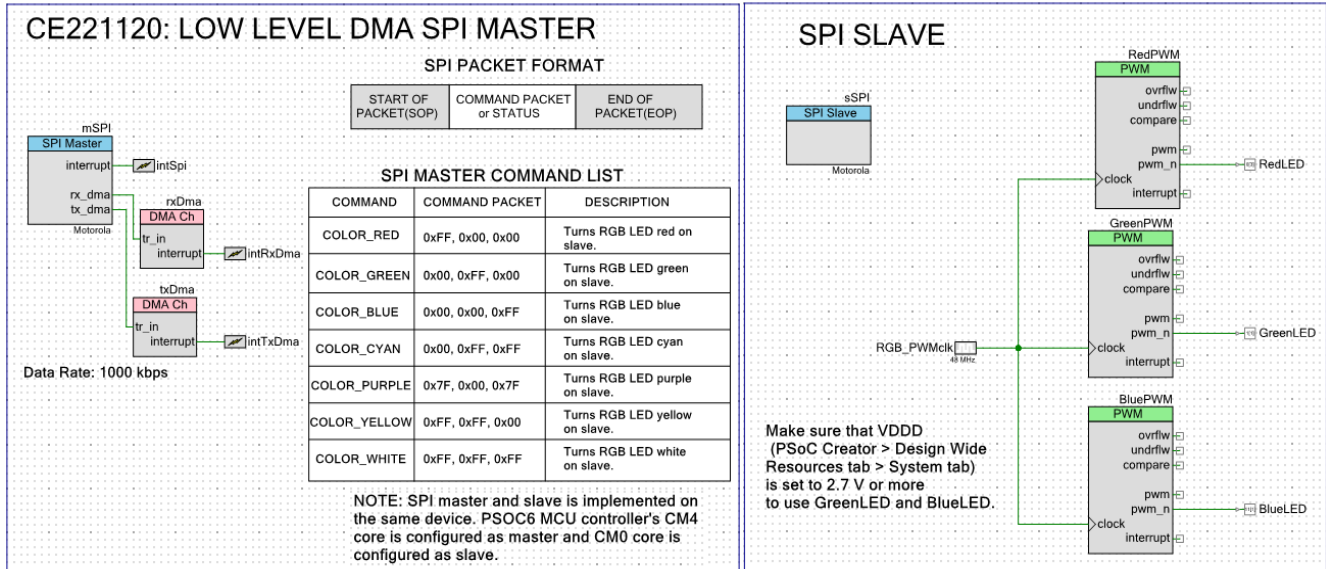 CE221120: LOW LEVEL DMA SPI MASTER
SPI PACKET FORMAT
START OF PACKET(SOP)
COMMAND PACKET or STATUS
END OF PACKET(EOP)
mSPI
SPI Master
interrupt
intSpi
rx_dma
tx_dma
Motorola
rxDma
DMA Ch
tr_in
interrupt
intRxDma
txDma
DMA Ch
tr_in
interrupt
intTxDma
Data Rate: 1000 kbps
SPI MASTER COMMAND LIST
COMMAND COMMAND PACKET DESCRIPTION
COLOR_RED 0xFF, 0x00, 0x00 Turns RGB LED red on slave.
COLOR_GREEN 0x00, 0xFF, 0x00 Turns RGB LED green on slave.
COLOR_BLUE 0x00, 0x00, 0xFF Turns RGB LED blue on slave.
COLOR_CYAN 0x00, 0xFF, 0xFF Turns RGB LED cyan on slave.
COLOR_PURPLE 0x7F, 0x00, 0x7F Turns RGB LED purple on slave.
COLOR_YELLOW 0xFF, 0xFF, 0x00 Turns RGB LED yellow on slave.
COLOR_WHITE 0xFF, 0xFF, 0xFF Turns RGB LED white on slave.
NOTE: SPI master and slave is implemented on
the same device. PSOC6 MCU controller's CM4
core is configured as master and CM0 core is
configured as slave.
SPI SLAVE
sSPI
SPI Slave
Motorola
RedPWM
PWM
ovrflw
undrflw
compare
pwm
pwm_n
RedLED
clock
interrupt
GreenPWM
PWM
ovrflw
undrflw
compare
pwm
pwm_n
GreenLED
RGB_PWMclk
48 MHz
clock
interrupt
BluePWM
PWM
ovrflw
undrflw
compare
pwm
pwm_n
BlueLED
clock
interrupt
Make sure that VDDD
(PSoC Creator > Design Wide
Resources tab > System tab)
is set to 2.7 V or more
to use GreenLED and BlueLED.